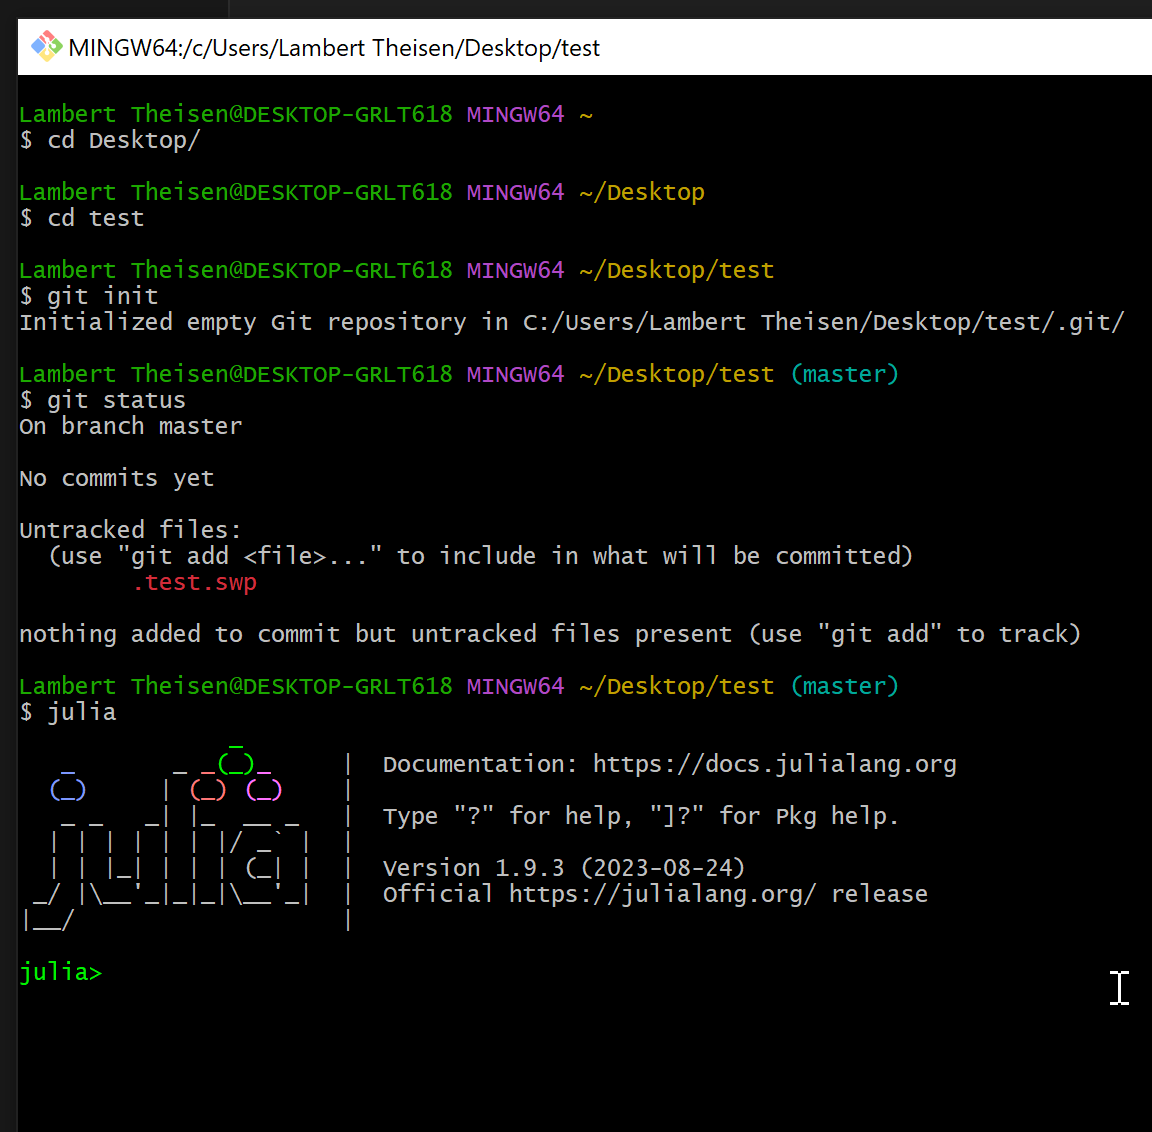 MINGW64:/c/Users/Lambert Theisen/Desktop/test
Lambert Theisen@DESKTOP-GRLT618 MINGW64 ~
$ cd Desktop/
Lambert Theisen@DESKTOP-GRLT618 MINGW64 ~/Desktop
$ cd test
Lambert Theisen@DESKTOP-GRLT618 MINGW64 ~/Desktop/test
$ git init
Initialized empty Git repository in C:/Users/Lambert Theisen/Desktop/test/.git/
Lambert Theisen@DESKTOP-GRLT618 MINGW64 ~/Desktop/test (master)
$ git status
On branch master
No commits yet
Untracked files:
  (use "git add <file>..." to include in what will be committed)
        .test.swp
nothing added to commit but untracked files present (use "git add" to track)
Lambert Theisen@DESKTOP-GRLT618 MINGW64 ~/Desktop/test (master)
$ julia
               _
   _       _ _(_)_     |  Documentation: https://docs.julialang.org
  (_)     | (_) (_)    |
   _ _   _| |_  __ _   |  Type "?" for help, "]?" for Pkg help.
  | | | | | | |/ _` |  |
  | | |_| | | | (_| |  |  Version 1.9.3 (2023-08-24)
 _/ |\__'_|_|_|\__'_|  |  Official https://julialang.org/ release
|__/                   |
julia>